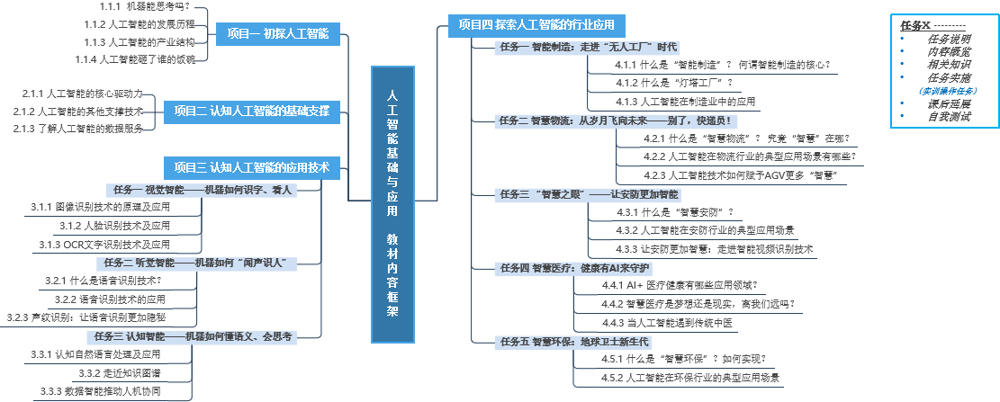 人工智能基础与应用 教材内容框架
项目一 初探人工智能
1.1.1 机器能思考吗？
1.1.2 人工智能的发展历程
1.1.3 人工智能的产业结构
1.1.4 人工智能砸了谁的饭碗
项目二 认知人工智能的基础支撑
2.1.1 人工智能的核心驱动力
2.1.2 人工智能的其他支撑技术
2.1.3 了解人工智能的数据服务
项目三 认知人工智能的应用技术
任务一 视觉智能——机器如何识字、看人
3.1.1 图像识别技术的原理及应用
3.1.2 人脸识别技术及应用
3.1.3 OCR文字识别技术及应用
任务二 听觉智能——机器如何“闻声识人”
3.2.1 什么是语音识别技术？
3.2.2 语音识别技术的应用
3.2.3 声纹识别：让语音识别更加隐秘
任务三 认知智能——机器如何懂语义、会思考
3.3.1 认知自然语言处理及应用
3.3.2 走近知识图谱
3.3.3 数据智能推动人机协同
项目四 探索人工智能的行业应用
任务一 智能制造：走进“无人工厂”时代
4.1.1 什么是“智能制造”？ 何谓智能制造的核心？
4.1.2 什么是“灯塔工厂”？
4.1.3 人工智能在制造业中的应用
任务二 智慧物流：从岁月飞向未来——别了，快递员！
4.2.1 什么是“智慧物流”？ 究竟“智慧”在哪？
4.2.2 人工智能在物流行业的典型应用场景有哪些？
4.2.3 人工智能技术如何赋予AGV更多“智慧”
任务三 “智慧之眼”——让安防更加智能
4.3.1 什么是“智慧安防”？
4.3.2 人工智能在安防行业的典型应用场景
4.3.3 让安防更加智慧：走进智能视频识别技术
任务四 智慧医疗：健康有AI来守护
4.4.1 AI+ 医疗健康有哪些应用领域？
4.4.2 智慧医疗是梦想还是现实，离我们远吗？
4.4.3 当人工智能遇到传统中医
任务五 智慧环保：地球卫士新生代
4.5.1 什么是“智慧环保”？如何实现？
4.5.2 人工智能在环保行业的典型应用场景
任务X ---------
• 任务说明
• 内容概览
• 相关知识
• 任务实施
（实训操作任务）
• 课后延展
• 自我测试